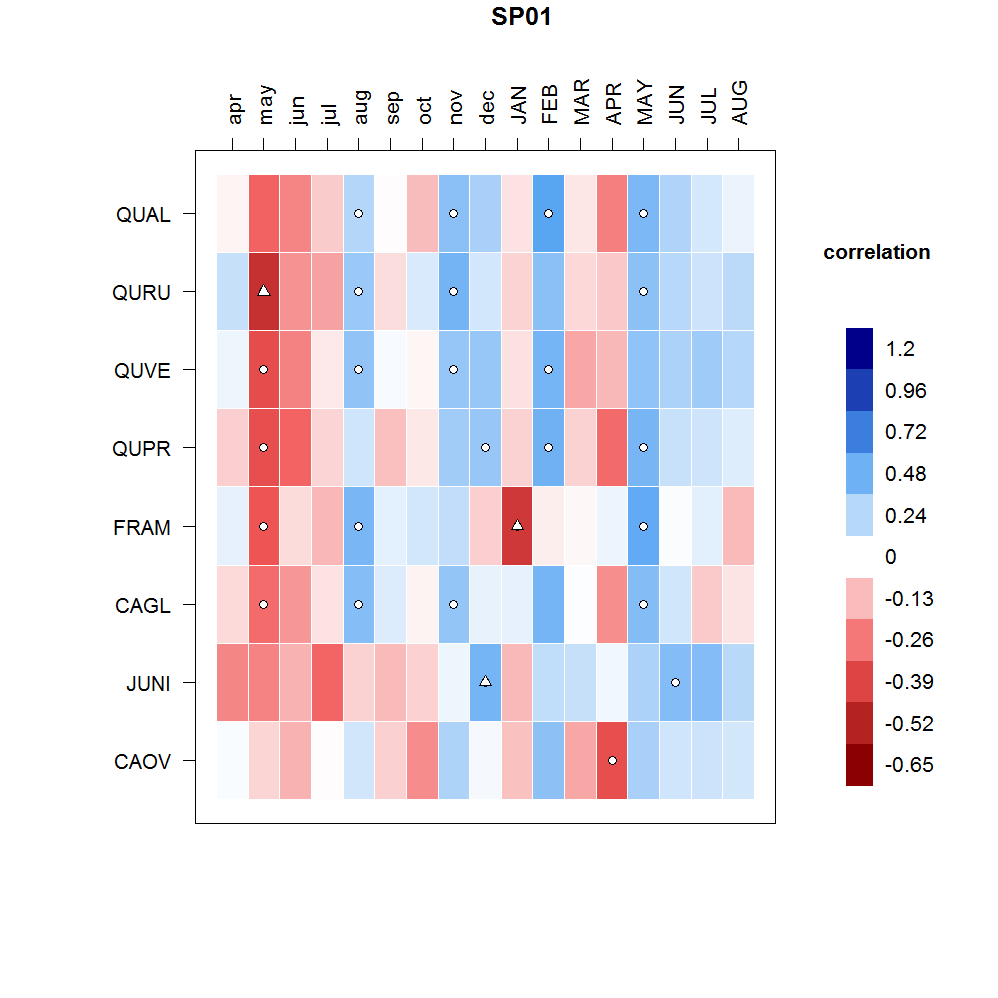 SP01
apr may jun jul aug sep oct nov dec JAN FEB MAR APR MAY JUN JUL AUG
QUAL
QURU
QUVE
QUPR
FRAM
CAGL
JUNI
CAOV
correlation
1.2
0.96
0.72
0.48
0.24
0
-0.13
-0.26
-0.39
-0.52
-0.65